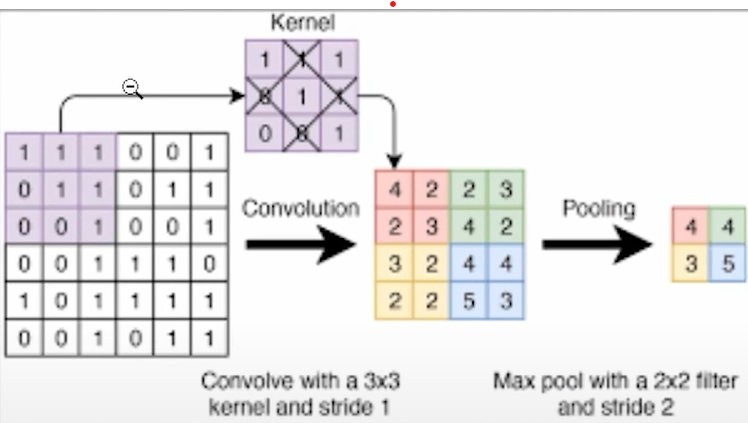 Kernel
1 1 1
0 1 1
0 0 1
1 1 1 0 0 1
0 1 1 0 1 1
0 0 1 0 0 1
0 0 1 1 1 0
1 0 1 1 1 1
0 0 1 0 1 1
Convolution
4 2 2 3
2 3 4 2
3 2 4 4
2 2 5 3
Pooling
4 4
3 5
Convolve with a 3x3
kernel and stride 1
Max pool with a 2x2 filter
and stride 2